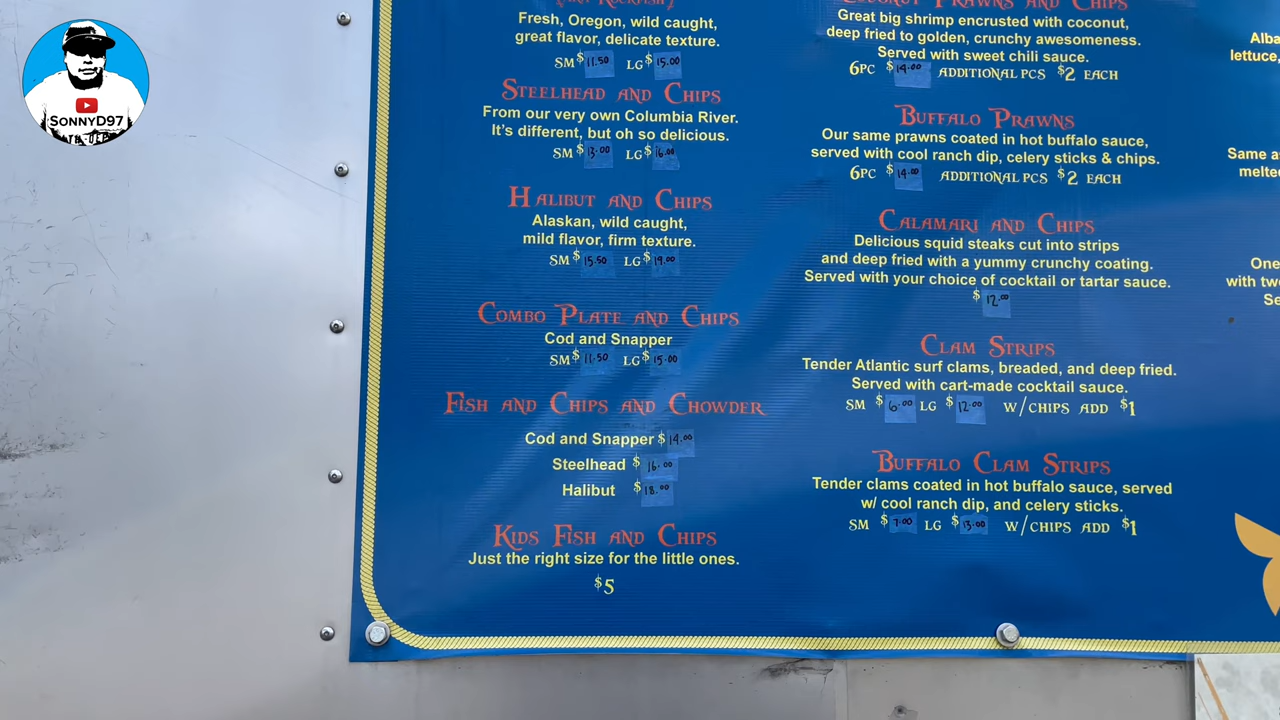 SONNYD97
Fresh, Oregon, wild caught,
great flavor, delicate texture.
SM $11.50 LG $15.00
STEELHEAD AND CHIPS
From our very own Columbia River.
It's different, but oh so delicious.
SM $13.00 LG $16.00
HALIBUT AND CHIPS
Alaskan, wild caught,
mild flavor, firm texture.
SM $15.50 LG $19.00
COMBO PLATE AND CHIPS
Cod and Snapper
SM $11.50 LG $15.00
FISH AND CHIPS AND CHOWDER
Cod and Snapper $14.00
Steelhead $16.00
Halibut $18.00
KIDS FISH AND CHIPS
Just the right size for the little ones.
$5
COCONUT PRAWNS AND CHIPS
Great big shrimp encrusted with coconut,
deep fried to golden, crunchy awesomeness.
Served with sweet chili sauce.
6PC $14.00 ADDITIONAL PCS $2 EACH
BUFFALO PRAWNS
Our same prawns coated in hot buffalo sauce,
served with cool ranch dip, celery sticks & chips.
6PC $14.00 ADDITIONAL PCS $2 EACH
CALAMARI AND CHIPS
Delicious squid steaks cut into strips
and deep fried with a yummy crunchy coating.
Served with your choice of cocktail or tartar sauce.
$12.00
CLAM STRIPS
Tender Atlantic surf clams, breaded, and deep fried.
Served with cart-made cocktail sauce.
SM $6.00 LG $12.00 W/CHIPS ADD $1
BUFFALO CLAM STRIPS
Tender clams coated in hot buffalo sauce, served
w/ cool ranch dip, and celery sticks.
SM $7.00 LG $13.00 W/CHIPS ADD $1
lettuce,
Same
One